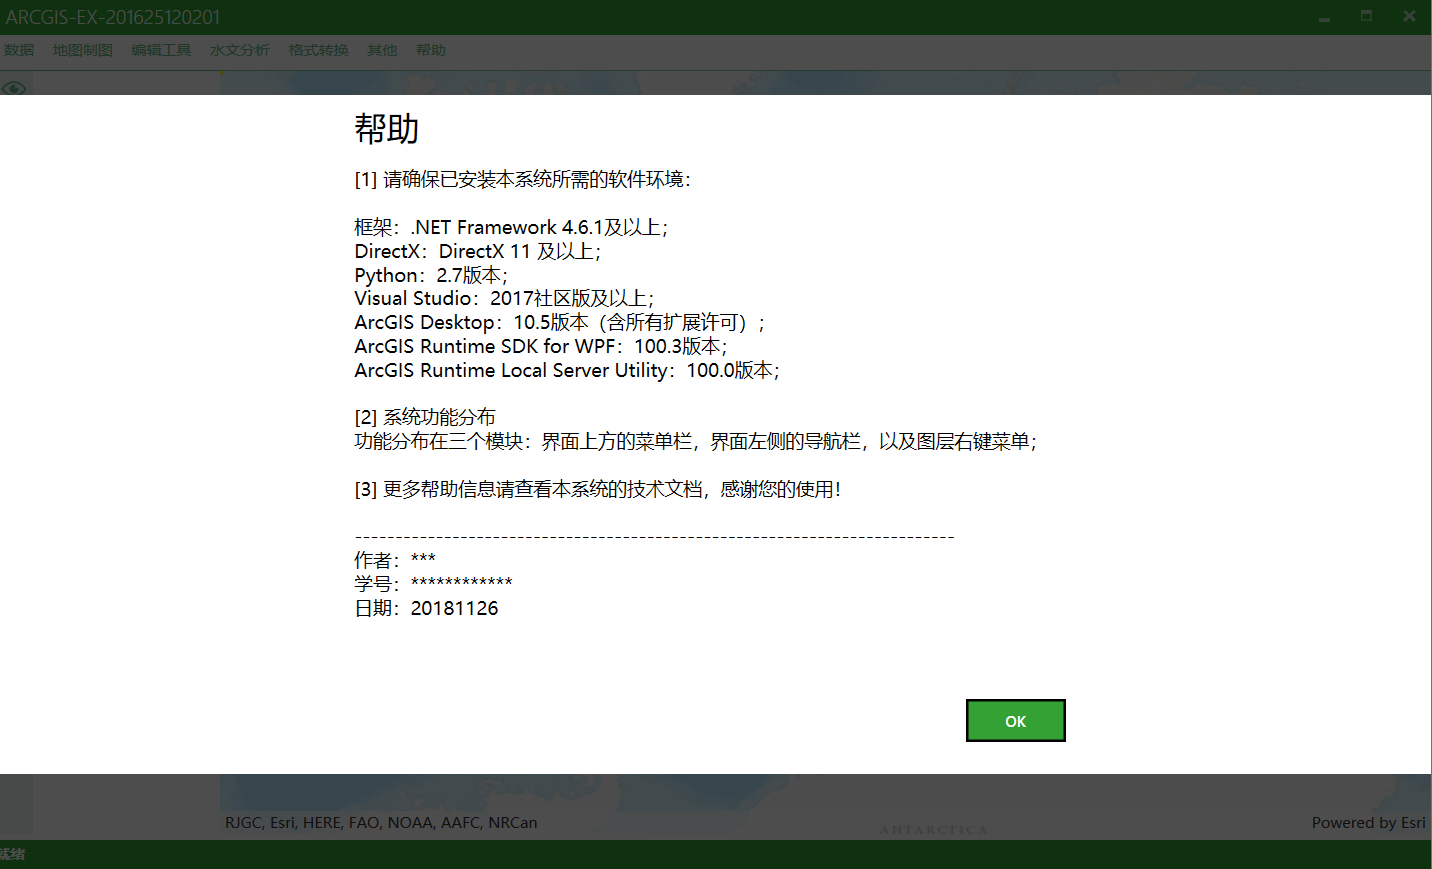 ARCGIS-EX-201625120201
数据 地图制图 编辑工具 水文分析 格式转换 其他 帮助
帮助
[1] 请确保已安装本系统所需的软件环境：
框架：.NET Framework 4.6.1及以上；
DirectX：DirectX 11 及以上；
Python：2.7版本；
Visual Studio：2017社区版及以上；
ArcGIS Desktop：10.5版本（含所有扩展许可）；
ArcGIS Runtime SDK for WPF：100.3版本；
ArcGIS Runtime Local Server Utility：100.0版本；
[2] 系统功能分布
功能分布在三个模块：界面上方的菜单栏，界面左侧的导航栏，以及图层右键菜单；
[3] 更多帮助信息请查看本系统的技术文档，感谢您的使用！
--------------------------------------------------------------------------
作者：***
学号：************
日期：20181126
OK
RJGC, Esri, HERE, FAO, NOAA, AAFC, NRCan
ANTARCTICA
Powered by Esri
就绪